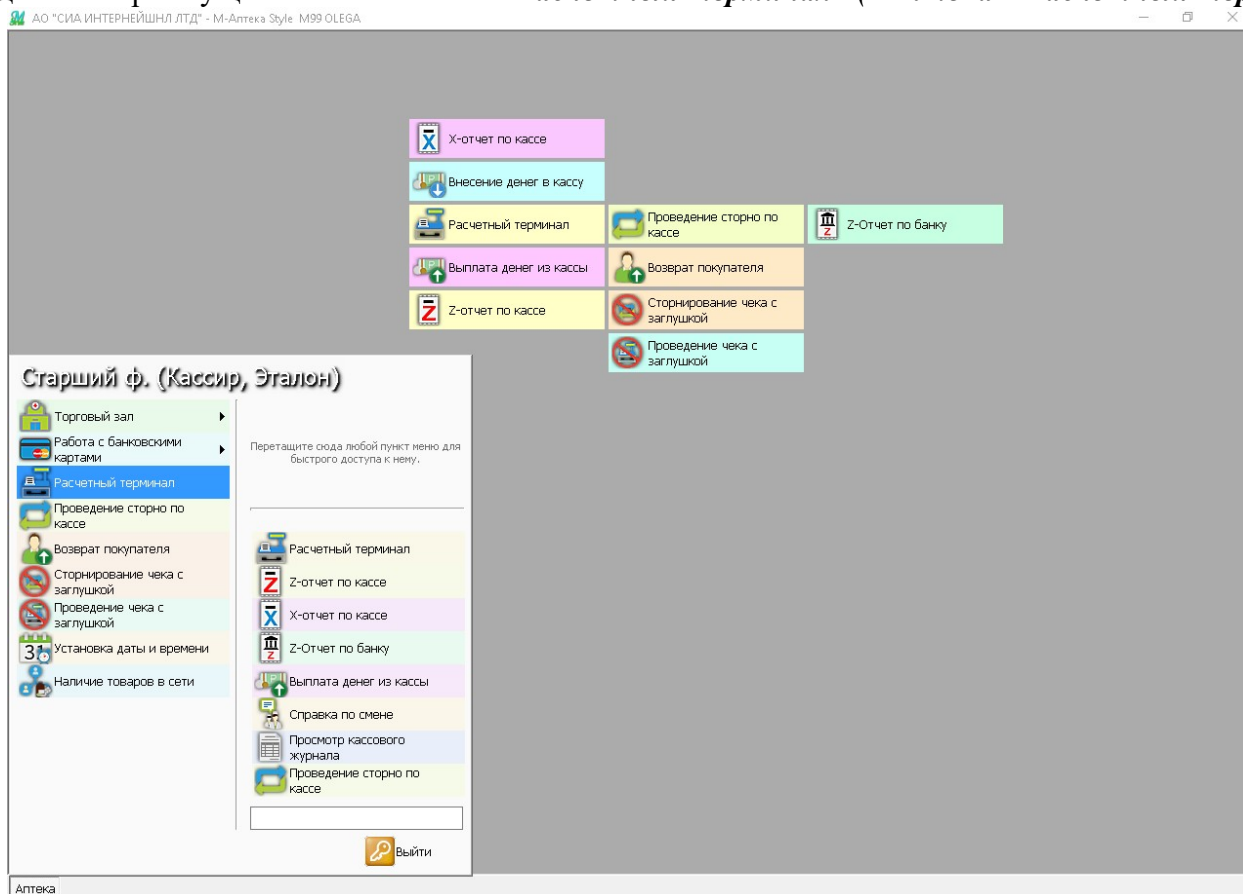 АО "СИА ИНТЕРНЕЙШНЛ ЛТД" - М-Аптека Style M99 OLEGA
X-отчет по кассе
Внесение денег в кассу
Расчетный терминал
Проведение сторно по
кассе
Z-Отчет по банку
Выплата денег из кассы
Возврат покупателя
Z-отчет по кассе
Сторнирование чека с
заглушкой
Проведение чека с
заглушкой
Старший ф. (Кассир, Эталон)
Торговый зал
Работа с банковскими
картами
Расчетный терминал
Проведение сторно по
кассе
Возврат покупателя
Сторнирование чека с
заглушкой
Проведение чека с
заглушкой
Установка даты и времени
Наличие товаров в сети
Перетащите сюда любой пункт меню для
быстрого доступа к нему.
Расчетный терминал
Z-отчет по кассе
X-отчет по кассе
Z-Отчет по банку
Выплата денег из кассы
Справка по смене
Просмотр кассового
журнала
Проведение сторно по
кассе
Выйти
Аптека